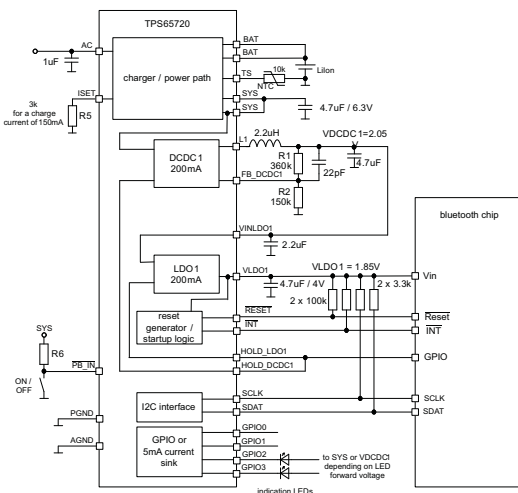 TPS65720
AC
1uF
ISET
3k
for a charge
current of 150mA
R5
charger / power path
BAT
BAT
TS
10k
NTC
LiIon
SYS
SYS
4.7uF / 6.3V
DCDC1
200mA
L1
2.2uH
VDCDC1=2.05
V
R1
360k
22pF
4.7uF
FB_DCDC1
R2
150k
VINLDO1
2.2uF
LDO1
200mA
VLDO1
4.7uF / 4V
VLDO1 = 1.85V
2 x 100k
2 x 3.3k
bluetooth chip
Vin
reset
generator /
startup logic
RESET
INT
Reset
INT
SYS
R6
PB_IN
ON /
OFF
HOLD_LDO1
HOLD_DCDC1
GPIO
PGND
I2C interface
SCLK
SDAT
SCLK
SDAT
AGND
GPIO or
5mA current
sink
GPIO0
GPIO1
GPIO2
GPIO3
to SYS or VDCDC1
depending on LED
forward voltage
indication LEDs